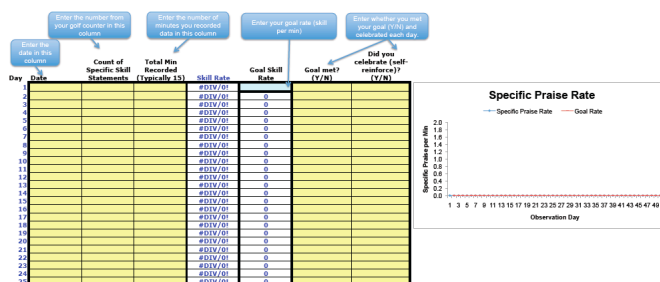 Enter the number from
your golf counter in this
column
Enter the number of
minutes you recorded
data in this column
Enter your goal rate (skill
per min)
Enter whether you met
your goal (Y/N) and
celebrated each day
Enter the
date in this
column
Day
Date
Count of
Specific Skill
Statements
Total Min
Recorded
(Typically 15)
Skill Rate
Goal Skill
Rate
Goal met?
(Y/N)
Did you
celebrate (self-
reinforce)?
(Y/N)
1 #DIV/0!
2 #DIV/0! 0
3 #DIV/0! 0
4 #DIV/0! 0
5 #DIV/0! 0
6 #DIV/0! 0
7 #DIV/0! 0
8 #DIV/0! 0
9 #DIV/0! 0
10 #DIV/0! 0
11 #DIV/0! 0
12 #DIV/0! 0
13 #DIV/0! 0
14 #DIV/0! 0
15 #DIV/0! 0
16 #DIV/0! 0
17 #DIV/0! 0
18 #DIV/0! 0
19 #DIV/0! 0
20 #DIV/0! 0
21 #DIV/0! 0
22 #DIV/0! 0
23 #DIV/0! 0
24 #DIV/0! 0
25 #DIV/0! 0
Specific Praise Rate
Specific Praise Rate Goal Rate
Specific Praise per Min
2.0
1.8
1.6
1.4
1.2
1.0
0.8
0.6
0.4
0.2
0.0
1 3 5 7 9 11 13 15 17 19 21 23 25 27 29 31 33 35 37 39 41 43 45 47 49
Observation Day